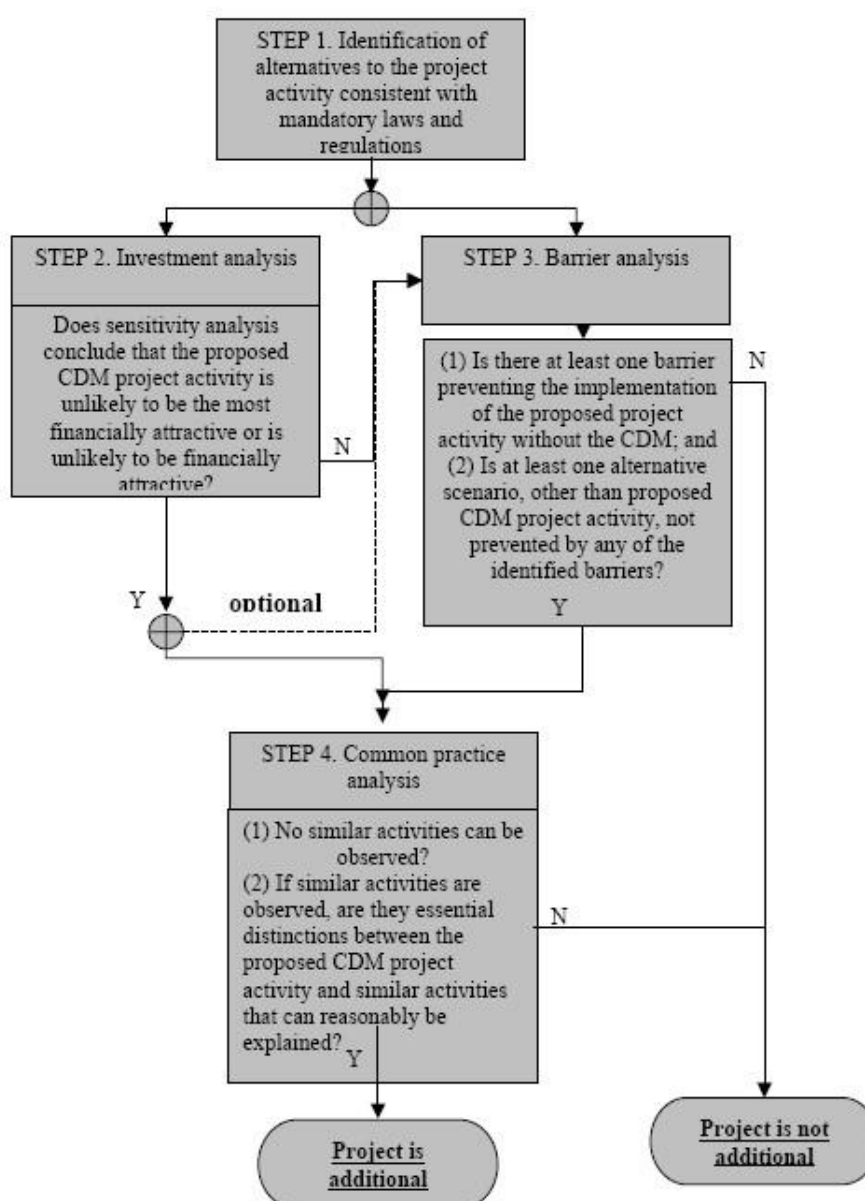 STEP 1. Identification of
alternatives to the project
activity consistent with
mandatory laws and
regulations
STEP 2. Investment analysis
Does sensitivity analysis
conclude that the proposed
CDM project activity is
unlikely to be the most
financially attractive or is
unlikely to be financially
attractive?
N
Y
optional
STEP 3. Barrier analysis
(1) Is there at least one barrier
preventing the implementation
of the proposed project
activity without the CDM; and
(2) Is at least one alternative
scenario, other than proposed
CDM project activity, not
prevented by any of the
identified barriers?
Y
N
STEP 4. Common practice
analysis
(1) No similar activities can be
observed?
(2) If similar activities are
observed, are they essential
distinctions between the
proposed CDM project
activity and similar activities
that can reasonably be
explained?
Y
N
Project is
additional
Project is not
additional